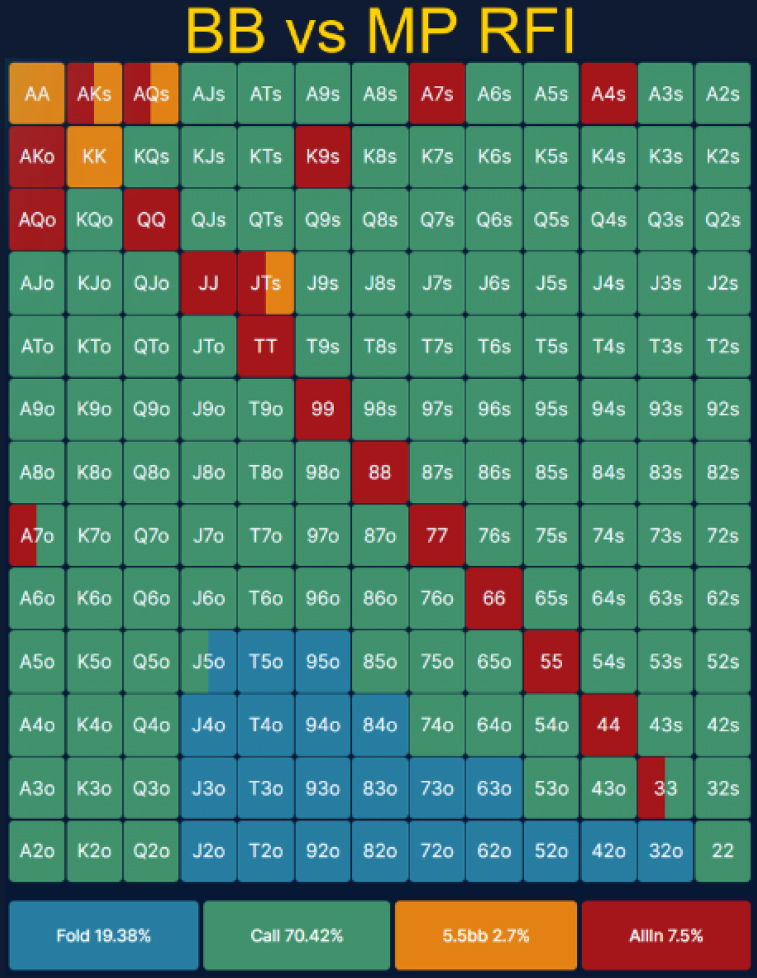 BB vs MP RFI
AA AKs AQs AJs ATs A9s A8s A7s A6s A5s A4s A3s A2s
AKo KK KQs KJs KTs K9s K8s K7s K6s K5s K4s K3s K2s
AQo KQo QQ QJs QTs Q9s Q8s Q7s Q6s Q5s Q4s Q3s Q2s
AJo KJo QJo JJ JTs J9s J8s J7s J6s J5s J4s J3s J2s
ATo KTo QTo JTo TT T9s T8s T7s T6s T5s T4s T3s T2s
A9o K9o Q9o J9o T9o 99 98s 97s 96s 95s 94s 93s 92s
A8o K8o Q8o J8o T8o 98o 88 87s 86s 85s 84s 83s 82s
A7o K7o Q7o J7o T7o 97o 87o 77 76s 75s 74s 73s 72s
A6o K6o Q6o J6o T6o 96o 86o 76o 66 65s 64s 63s 62s
A5o K5o Q5o J5o T5o 95o 85o 75o 65o 55 54s 53s 52s
A4o K4o Q4o J4o T4o 94o 84o 74o 64o 54o 44 43s 42s
A3o K3o Q3o J3o T3o 93o 83o 73o 63o 53o 43o 33 32s
A2o K2o Q2o J2o T2o 92o 82o 72o 62o 52o 42o 32o 22
Fold 19.38% Call 70.42% 5.5bb 2.7% AllIn 7.5%